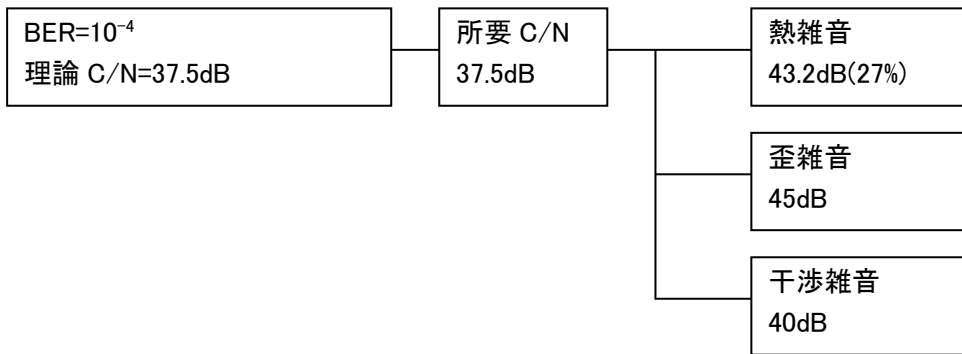 BER=10⁻⁴
理論 C/N=37.5dB
所要 C/N
37.5dB
熱雑音
43.2dB(27%)
歪雑音
45dB
干渉雑音
40dB